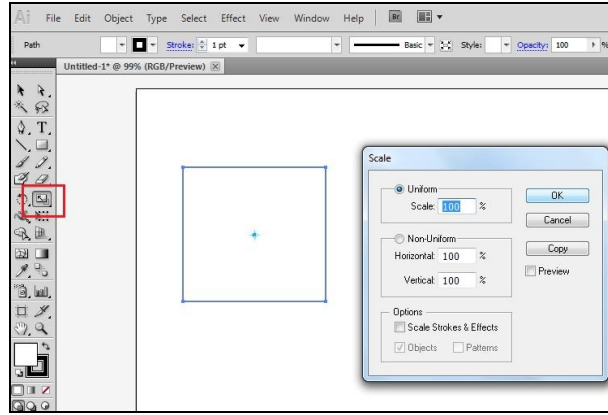 Ai File Edit Object Type Select Effect View Window Help Br
Path Stroke: 1 pt Basic Style: Opacity: 100 %
Untitled-1* @ 99% (RGB/Preview)
T
Scale
Uniform
Scale: 100 %
OK
Cancel
Non-Uniform
Horizontal: 100 %
Copy
Preview
Vertical: 100 %
Options
Scale Strokes & Effects
Objects Patterns